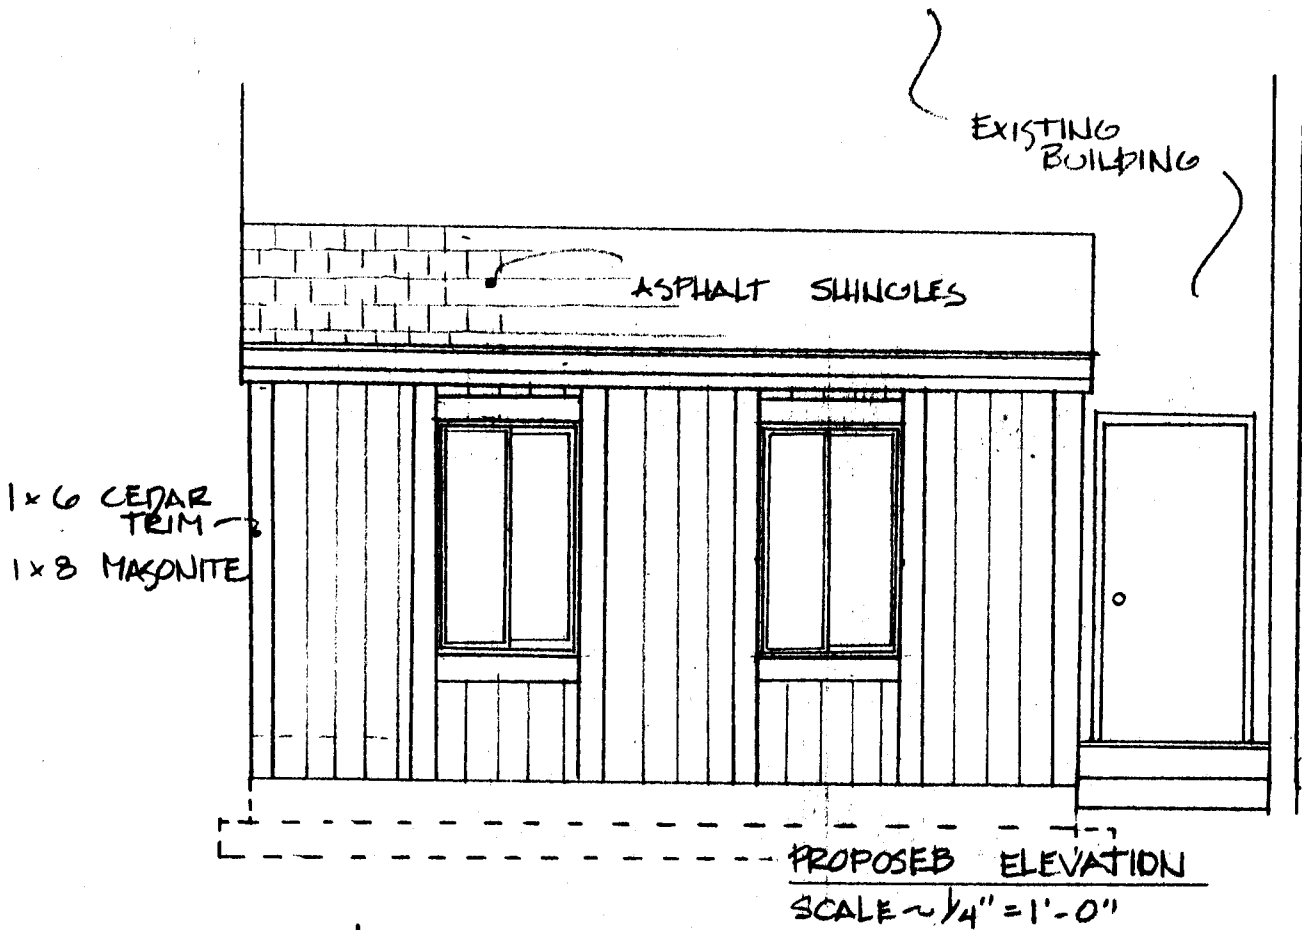 EXISTING
BUILDING
ASPHALT SHINGLES
1x6 CEDAR
TRIM
1x8 MASONITE
PROPOSED ELEVATION
SCALE ~ 1/4" = 1'-0"